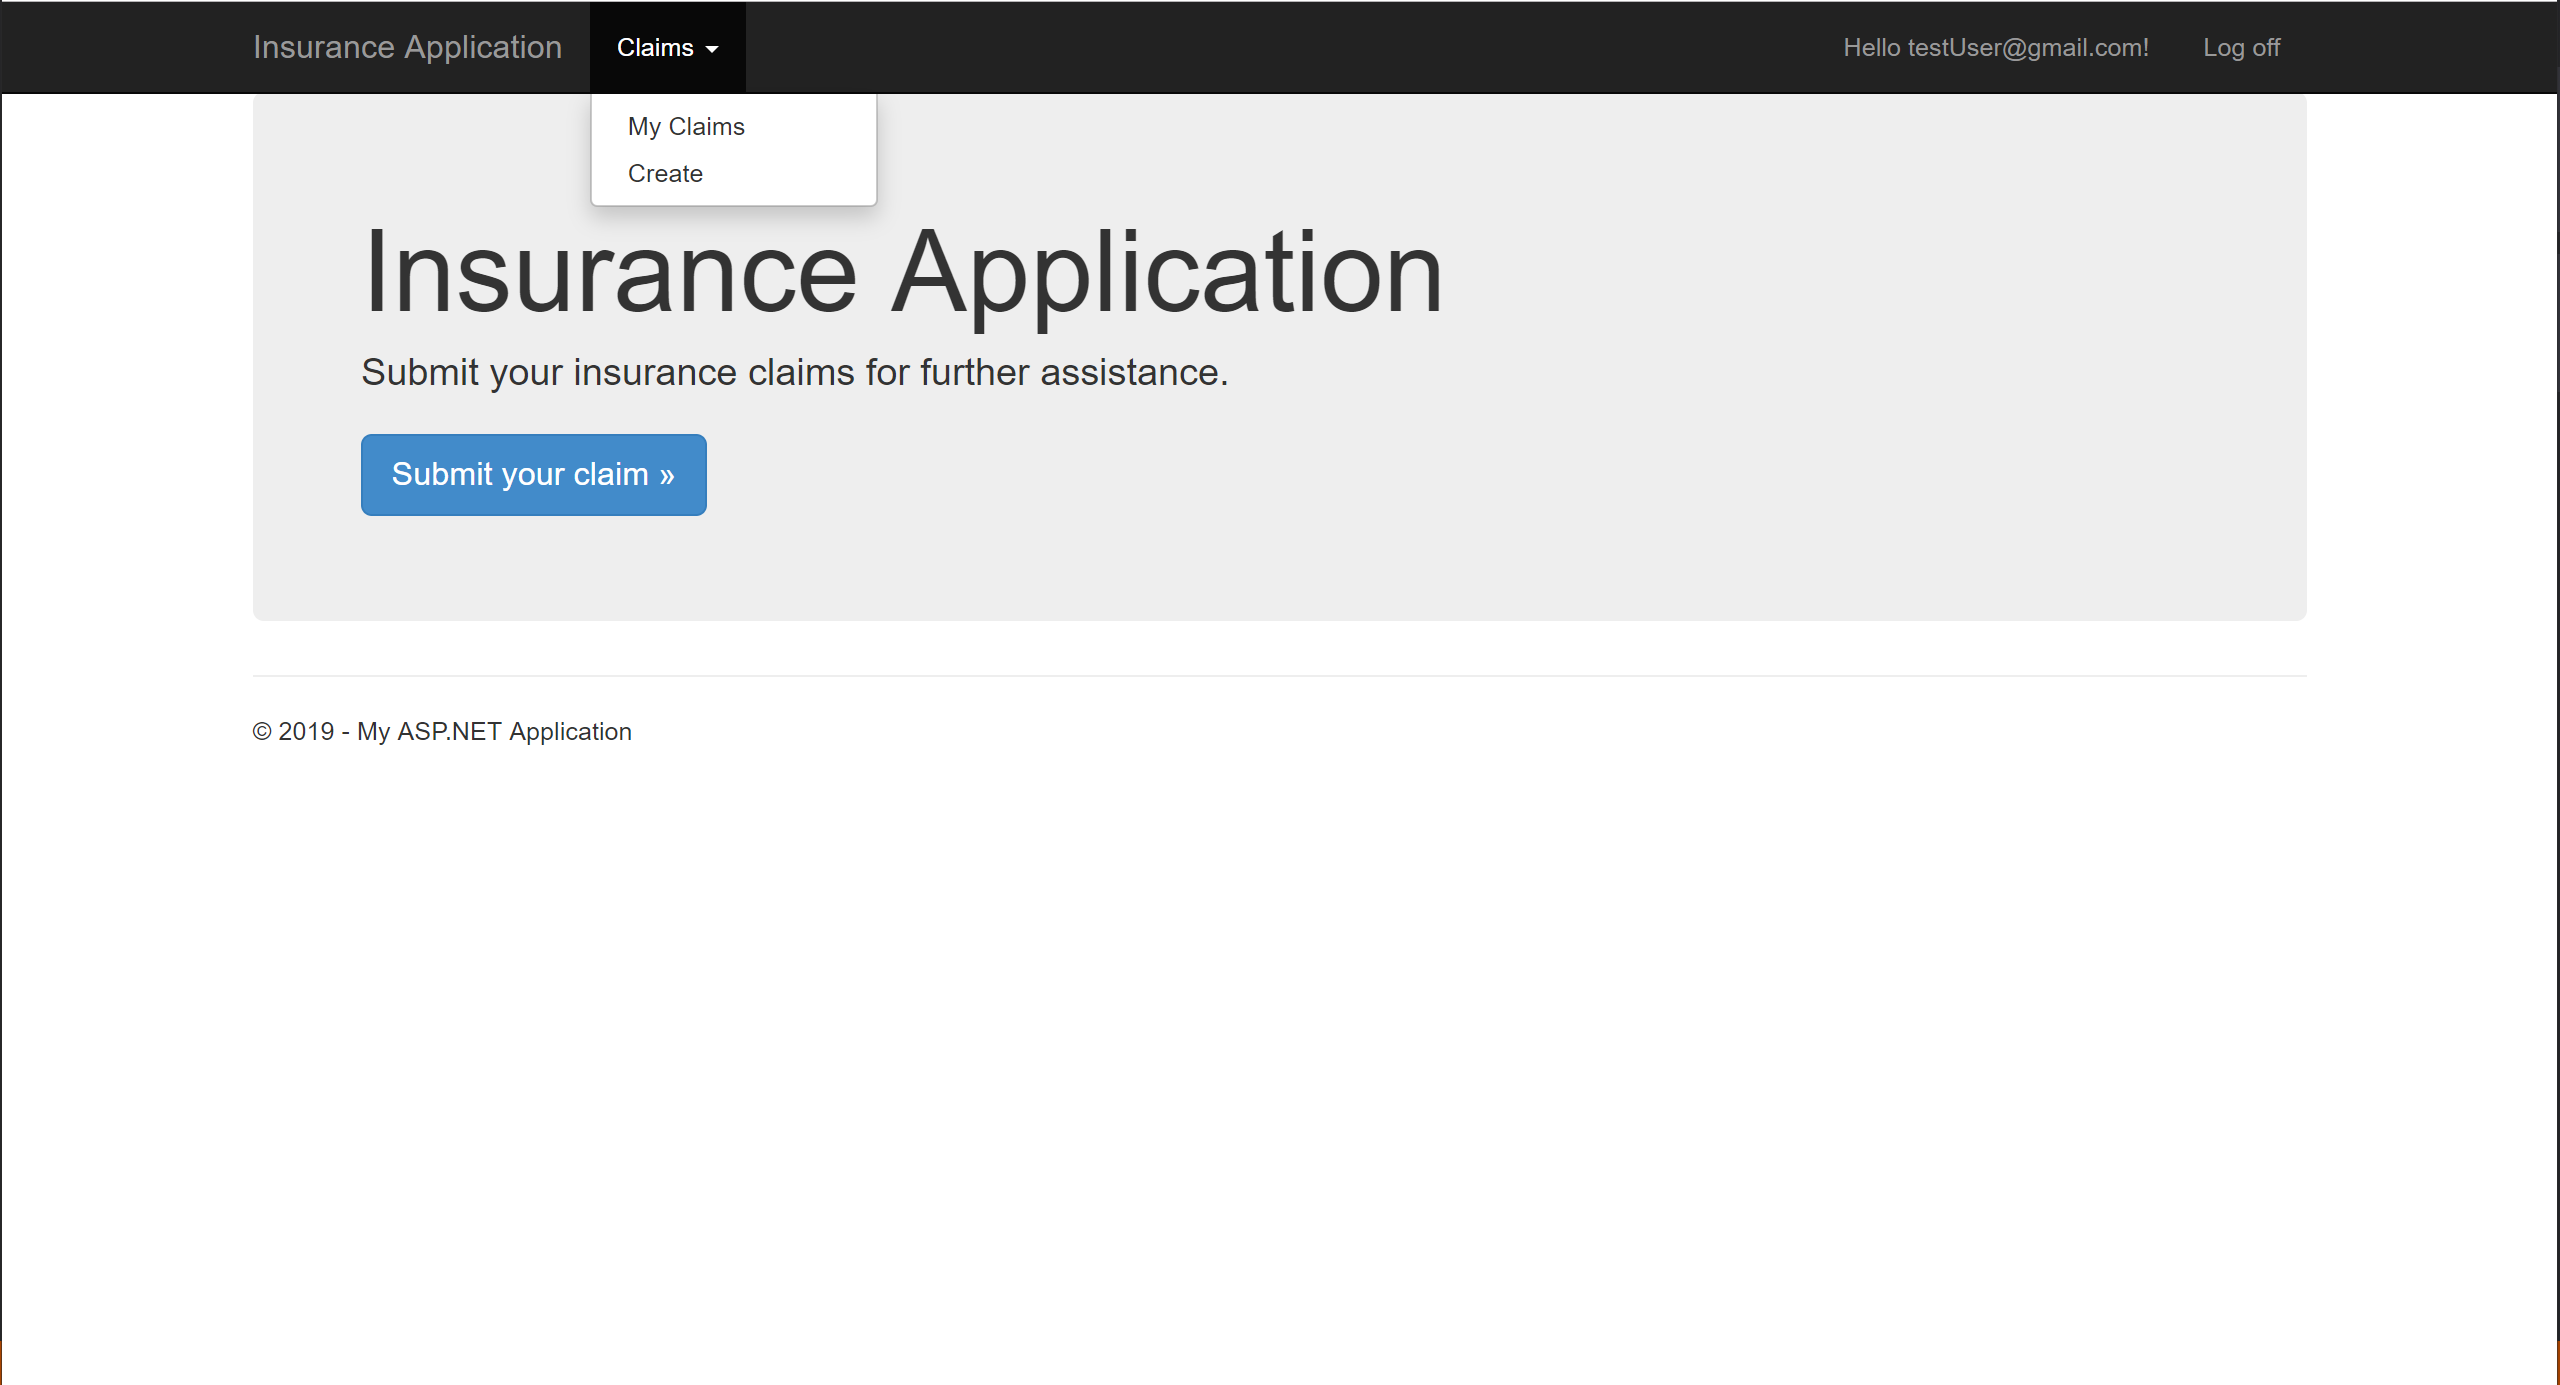 Insurance Application
Claims
Hello testUser@gmail.com!
Log off
My Claims
Create
Insurance Application
Submit your insurance claims for further assistance.
Submit your claim »
© 2019 - My ASP.NET Application